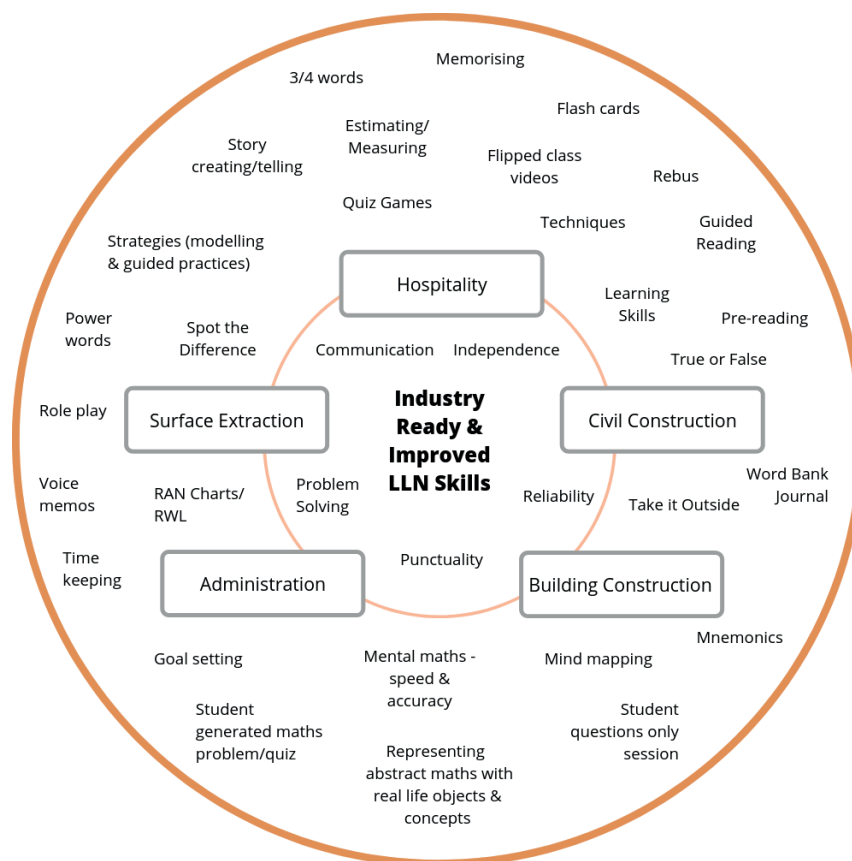 Memorising
3/4 words
Flash cards
Estimating/
Measuring
Story
creating/telling
Flipped class
videos
Rebus
Quiz Games
Techniques
Guided
Reading
Strategies (modelling
& guided practices)
Hospitality
Learning
Skills
Power
words
Spot the
Difference
Pre-reading
Communication
Independence
True or False
Industry
Ready &
Improved
LLN Skills
Role play
Surface Extraction
Civil Construction
Voice
memos
RAN Charts/
RWL
Problem
Solving
Reliability
Take it Outside
Word Bank
Journal
Time
keeping
Punctuality
Administration
Building Construction
Mnemonics
Goal setting
Mental maths -
speed &
accuracy
Mind mapping
Student
generated maths
problem/quiz
Student
questions only
session
Representing
abstract maths with
real life objects &
concepts